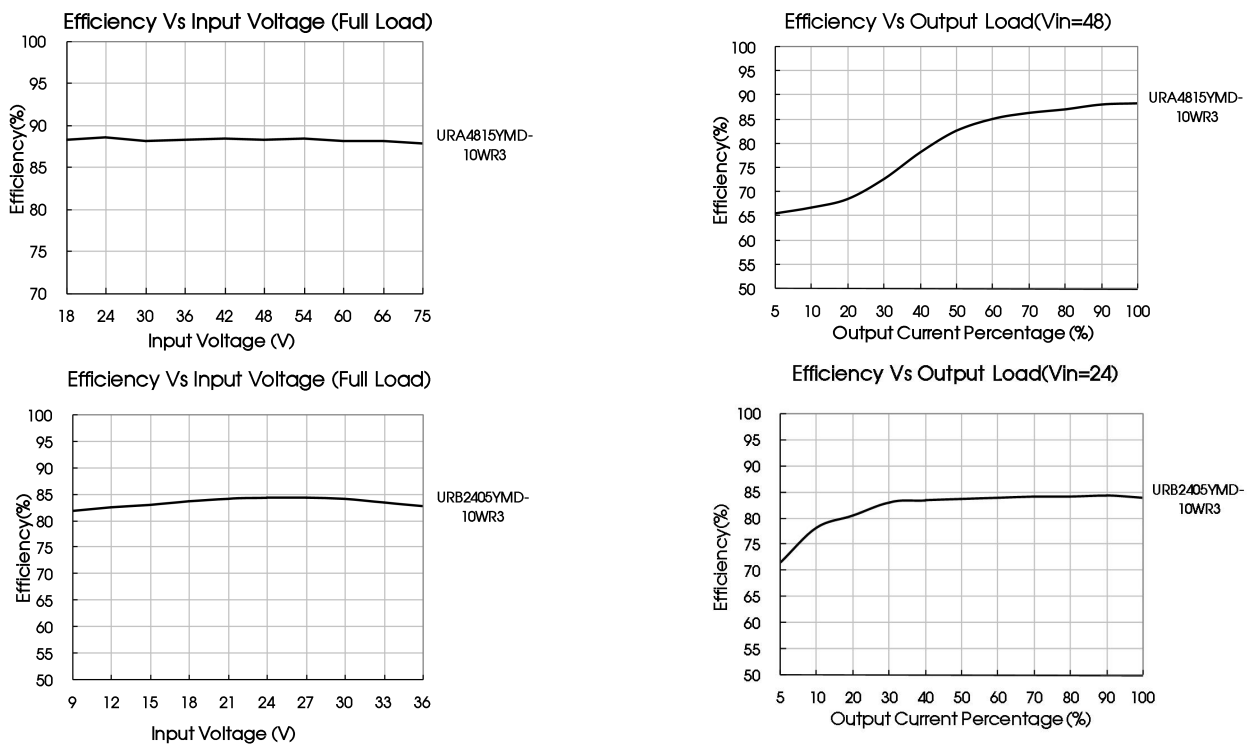 Efficiency Vs Input Voltage (Full Load)
100
95
90
85
80
75
70
Efficiency(%)
18 24 30 36 42 48 54 60 66 75
Input Voltage (V)
URA4815YMD-
10WR3
Efficiency Vs Output Load(Vin=48)
100
95
90
85
80
75
70
65
60
55
50
Efficiency(%)
5 10 20 30 40 50 60 70 80 90 100
Output Current Percentage (%)
URA4815YMD-
10WR3
Efficiency Vs Input Voltage (Full Load)
100
95
90
85
80
75
70
65
60
55
50
Efficiency(%)
9 12 15 18 21 24 27 30 33 36
Input Voltage (V)
URB2405YMD-
10WR3
Efficiency Vs Output Load(Vin=24)
100
95
90
85
80
75
70
65
60
55
50
Efficiency(%)
5 10 20 30 40 50 60 70 80 90 100
Output Current Percentage (%)
URB2405YMD-
10WR3